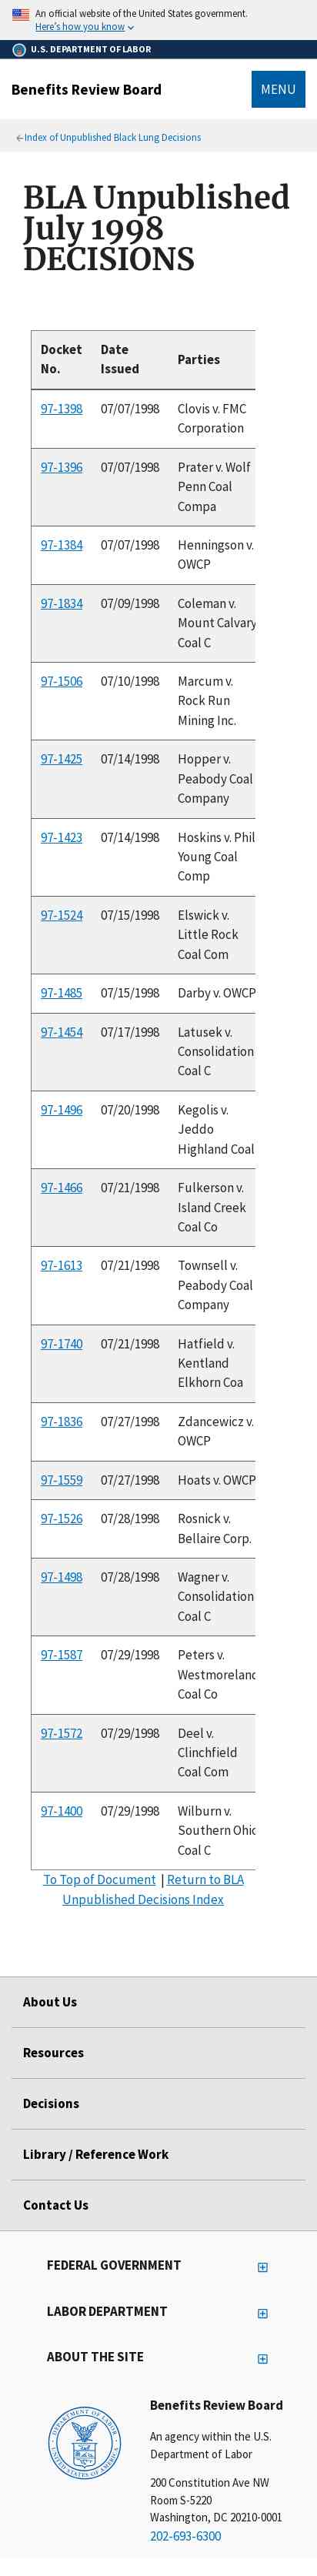 An official website of the United States government.
Here's how you know
U.S. DEPARTMENT OF LABOR
Benefits Review Board
MENU
Index of Unpublished Black Lung Decisions
BLA Unpublished
July 1998
DECISIONS
Docket No. Date Issued Parties
97-1398 07/07/1998 Clovis v. FMC
Corporation
97-1396 07/07/1998 Prater v. Wolf
Penn Coal
Compa
97-1384 07/07/1998 Henningson v.
OWCP
97-1834 07/09/1998 Coleman v.
Mount Calvary
Coal C
97-1506 07/10/1998 Marcum v.
Rock Run
Mining Inc.
97-1425 07/14/1998 Hopper v.
Peabody Coal
Company
97-1423 07/14/1998 Hoskins v. Phil
Young Coal
Comp
97-1524 07/15/1998 Elswick v.
Little Rock
Coal Com
97-1485 07/15/1998 Darby v. OWCP
97-1454 07/17/1998 Latusek v.
Consolidation
Coal C
97-1496 07/20/1998 Kegolis v.
Jeddo
Highland Coal
97-1466 07/21/1998 Fulkerson v.
Island Creek
Coal Co
97-1613 07/21/1998 Townsell v.
Peabody Coal
Company
97-1740 07/21/1998 Hatfield v.
Kentland
Elkhorn Coa
97-1836 07/27/1998 Zdancewicz v.
OWCP
97-1559 07/27/1998 Hoats v. OWCP
97-1526 07/28/1998 Rosnick v.
Bellaire Corp.
97-1498 07/28/1998 Wagner v.
Consolidation
Coal C
97-1587 07/29/1998 Peters v.
Westmoreland
Coal Co
97-1572 07/29/1998 Deel v.
Clinchfield
Coal Com
97-1400 07/29/1998 Wilburn v.
Southern Ohio
Coal C
To Top of Document | Return to BLA
Unpublished Decisions Index
About Us
Resources
Decisions
Library / Reference Work
Contact Us
FEDERAL GOVERNMENT
LABOR DEPARTMENT
ABOUT THE SITE
DEPARTMENT OF LABOR
UNITED STATES OF AMERICA
Benefits Review Board
An agency within the U.S.
Department of Labor
200 Constitution Ave NW
Room S-5220
Washington, DC 20210-0001
202-693-6300